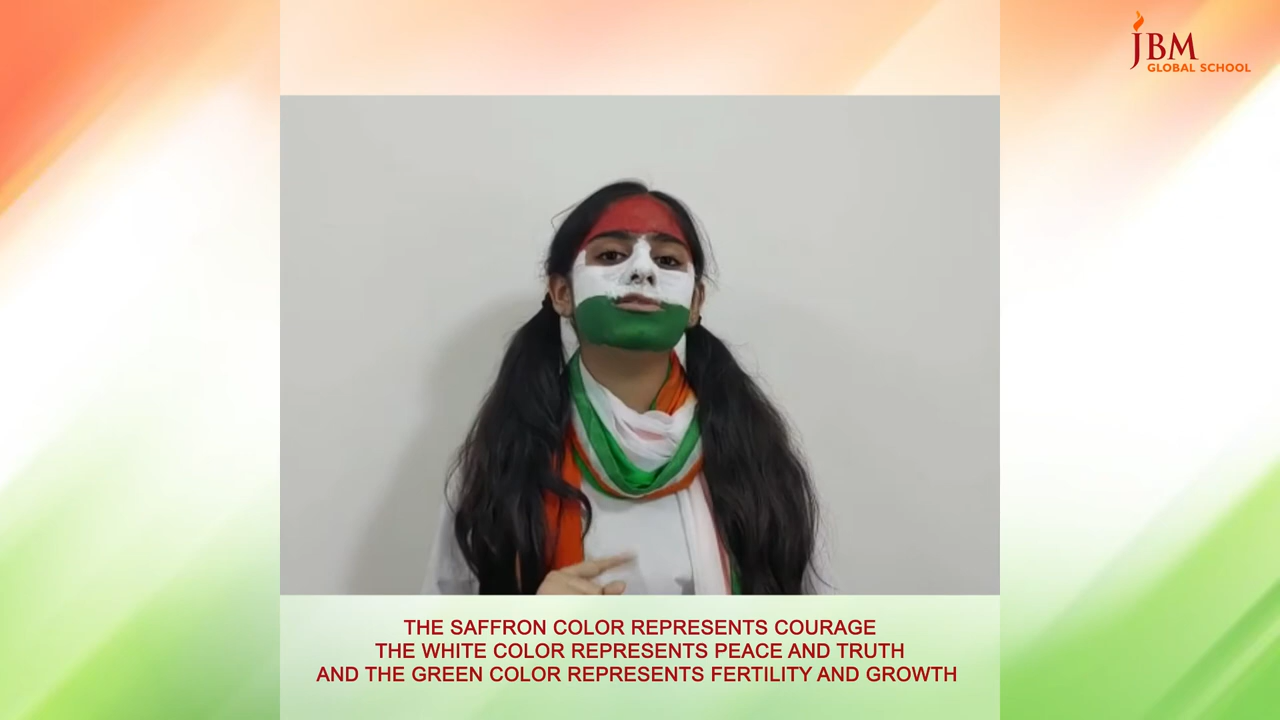 JBM
GLOBAL SCHOOL
THE SAFFRON COLOR REPRESENTS COURAGE
THE WHITE COLOR REPRESENTS PEACE AND TRUTH
AND THE GREEN COLOR REPRESENTS FERTILITY AND GROWTH